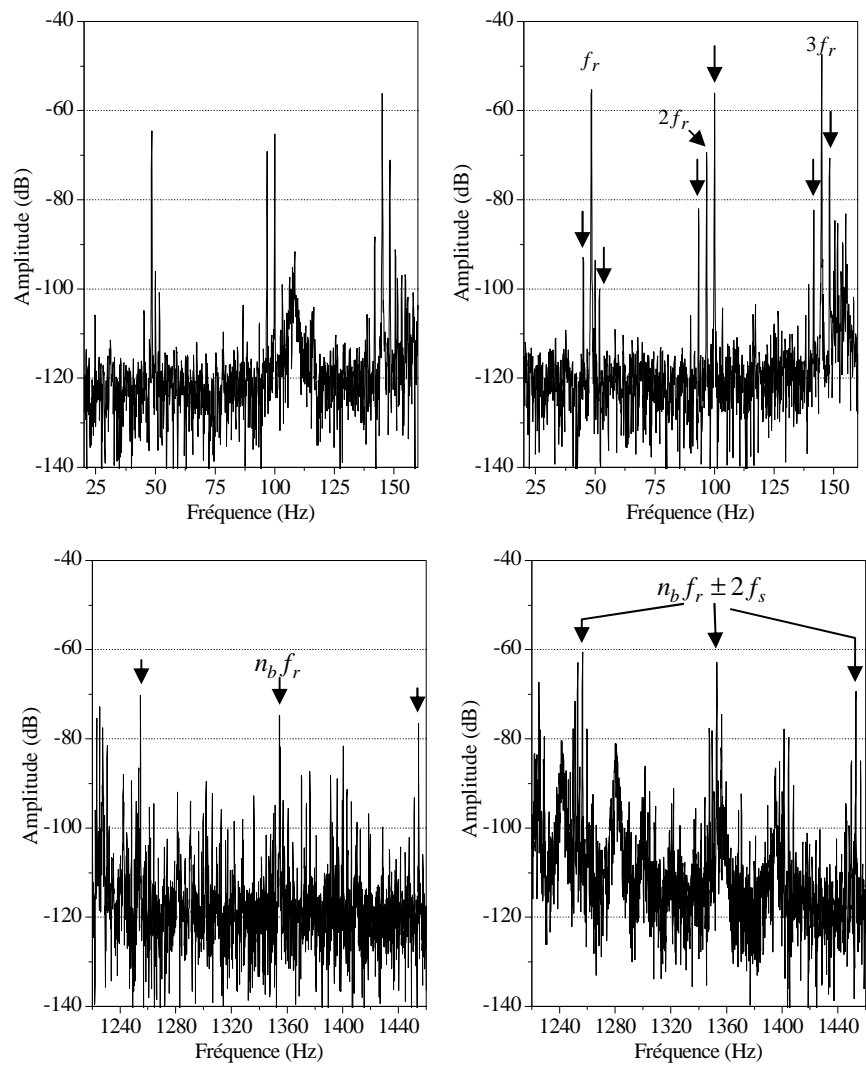 -40
-60
-80
-100
-120
-140
Amplitude (dB)
25 50 75 100 125 150
Fréquence (Hz)
-40
-60
-80
-100
-120
-140
Amplitude (dB)
f_r
2f_r
3f_r
25 50 75 100 125 150
Fréquence (Hz)
-40
-60
-80
-100
-120
-140
Amplitude (dB)
n_b f_r
1240 1280 1320 1360 1400 1440
Fréquence (Hz)
-40
-60
-80
-100
-120
-140
Amplitude (dB)
n_b f_r ± 2f_s
1240 1280 1320 1360 1400 1440
Fréquence (Hz)